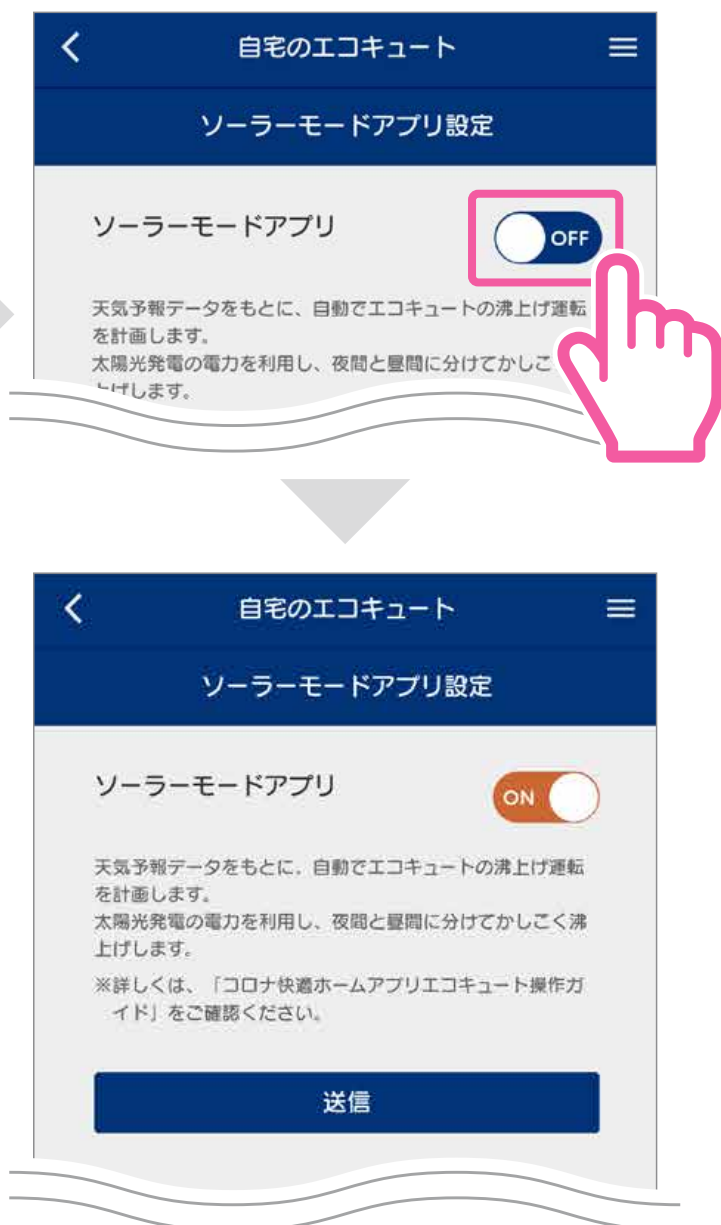 自宅のエコキュート
ソーラーモードアプリ設定
ソーラーモードアプリ
OFF
天気予報データをもとに、自動でエコキュートの沸上げ運転
を計画します。
太陽光発電の電力を利用し、夜間と昼間に分けてかしこ
上げします。
自宅のエコキュート
ソーラーモードアプリ設定
ソーラーモードアプリ
ON
天気予報データをもとに、自動でエコキュートの沸上げ運転
を計画します。
太陽光発電の電力を利用し、夜間と昼間に分けてかしこく沸
上げします。
※詳しくは、「コロナ快適ホームアプリエコキュート操作ガ
イド」をご確認ください。
送信